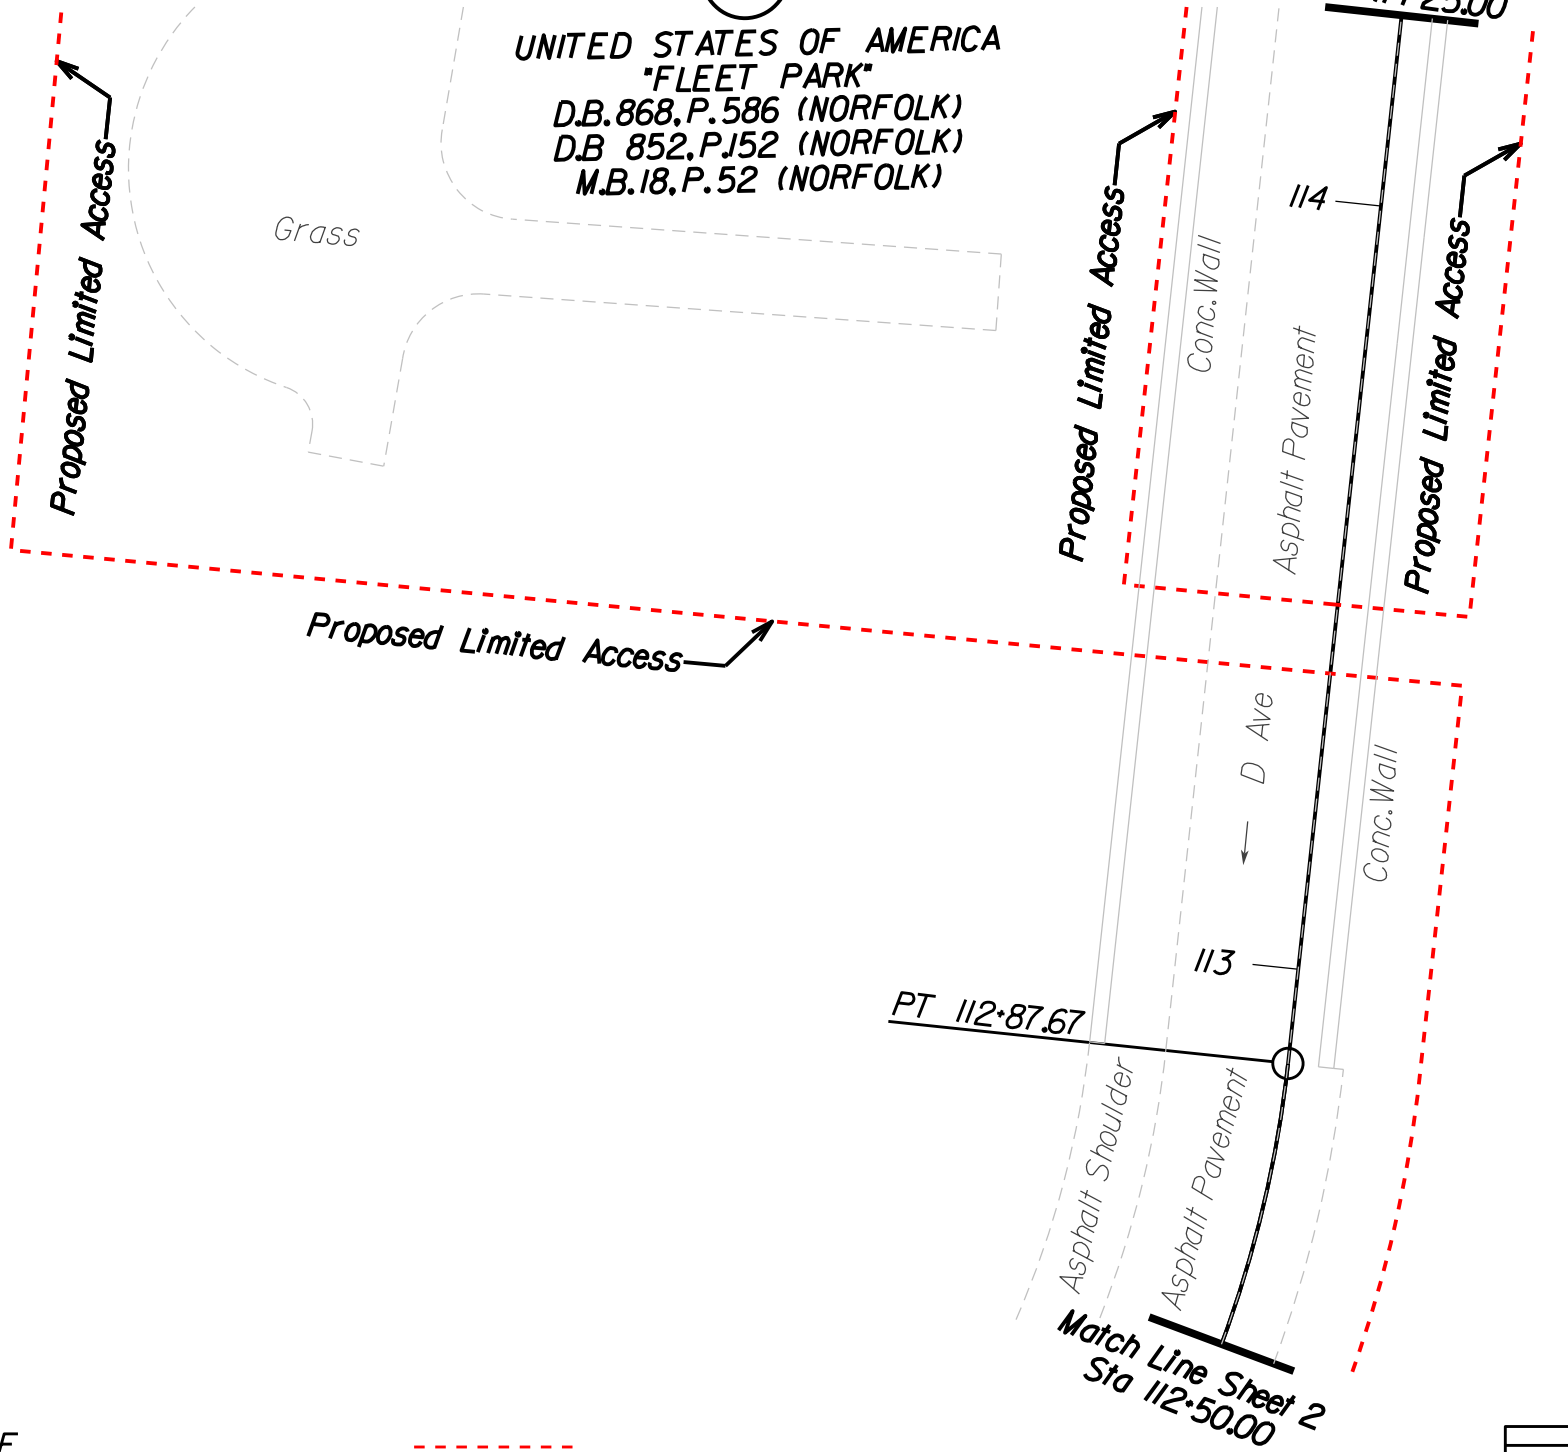 UNITED STATES OF AMERICA
"FLEET PARK"
D.B. 868, P. 586 (NORFOLK)
D.B 852, P.152 (NORFOLK)
M.B. 18, P. 52 (NORFOLK)
25.00
Proposed Limited Access
Grass
Proposed Limited Access
Conc. Wall
Asphalt Pavement
114
Proposed Limited Access
Proposed Limited Access
D Ave
Conc. Wall
113
PT 112+87.67
Asphalt Shoulder
Asphalt Pavement
Match Line Sheet 2
Sta 112+50.00